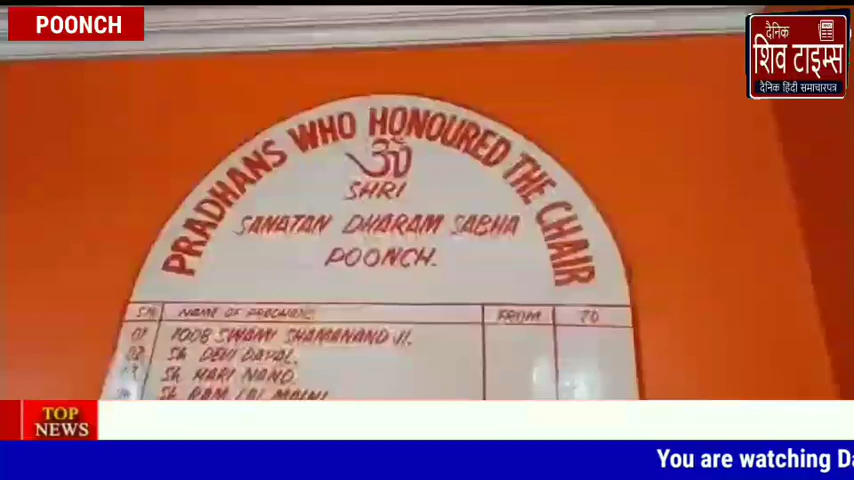 POONCH
दैनिक
शिव टाइम्स
दैनिक हिंदी समाचारपत्र
PRADHANS WHO HONOURED THE CHAIR
ॐ
SHRI
SANATAN DHARAM SABHA
POONCH.
S.N NAME OF PRADHANS FROM TO
01 1008 SWAMI SHAMANAND JI.
02 Sh DEVI DAYAL.
Sh HARI NAND.
Sh RAM LAL MAINI
TOP
NEWS
You are watching Da